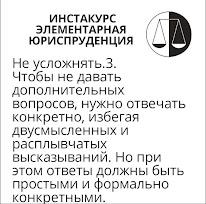 ИНСТАКУРС
ЭЛЕМЕНТАРНАЯ
ЮРИСПРУДЕНЦИЯ
Не усложнять.3.
Чтобы не давать
дополнительных
вопросов, нужно отвечать
конкретно, избегая
двусмысленных и
расплывчатых
высказываний. Но при
этом ответы должны быть
простыми и формально
конкретными.